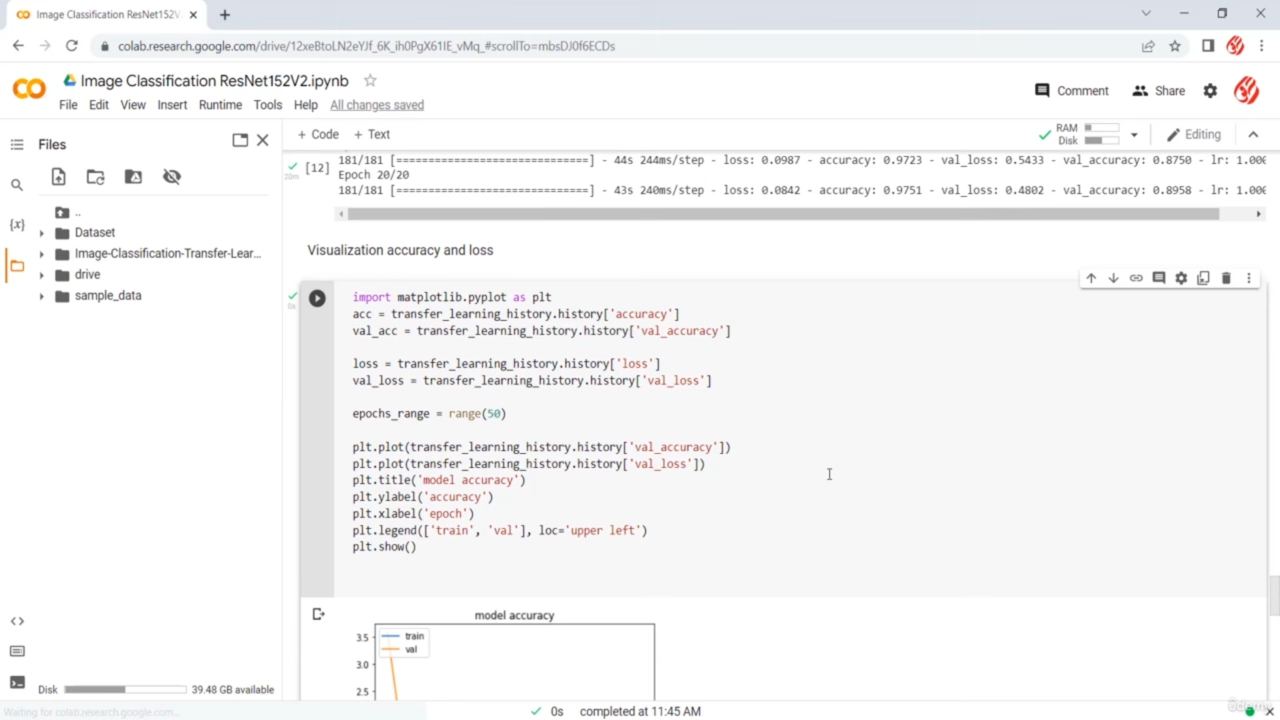 Image Classification ResNet152V
colab.research.google.com/drive/12xeBtoLN2eYJf_6K_ih0PgX61IE_vMq_#scrollTo=mbsDJ0f6ECDs
Image Classification ResNet152V2.ipynb
File Edit View Insert Runtime Tools Help All changes saved
Comment Share
Files
+ Code + Text
RAM
Disk
Editing
..
Dataset
Image-Classification-Transfer-Lear...
drive
sample_data
Disk 39.48 GB available
[12]
20m
181/181 [==============================] - 44s 244ms/step - loss: 0.0987 - accuracy: 0.9723 - val_loss: 0.5433 - val_accuracy: 0.8750 - lr: 1.000
Epoch 20/20
181/181 [==============================] - 43s 240ms/step - loss: 0.0842 - accuracy: 0.9751 - val_loss: 0.4802 - val_accuracy: 0.8958 - lr: 1.000
Visualization accuracy and loss
0s
import matplotlib.pyplot as plt
acc = transfer_learning_history.history['accuracy']
val_acc = transfer_learning_history.history['val_accuracy']
loss = transfer_learning_history.history['loss']
val_loss = transfer_learning_history.history['val_loss']
epochs_range = range(50)
plt.plot(transfer_learning_history.history['val_accuracy'])
plt.plot(transfer_learning_history.history['val_loss'])
plt.title('model accuracy')
plt.ylabel('accuracy')
plt.xlabel('epoch')
plt.legend(['train', 'val'], loc='upper left')
plt.show()
model accuracy
3.5
3.0
2.5
train
val
Waiting for colab.research.google.com...
0s completed at 11:45 AM